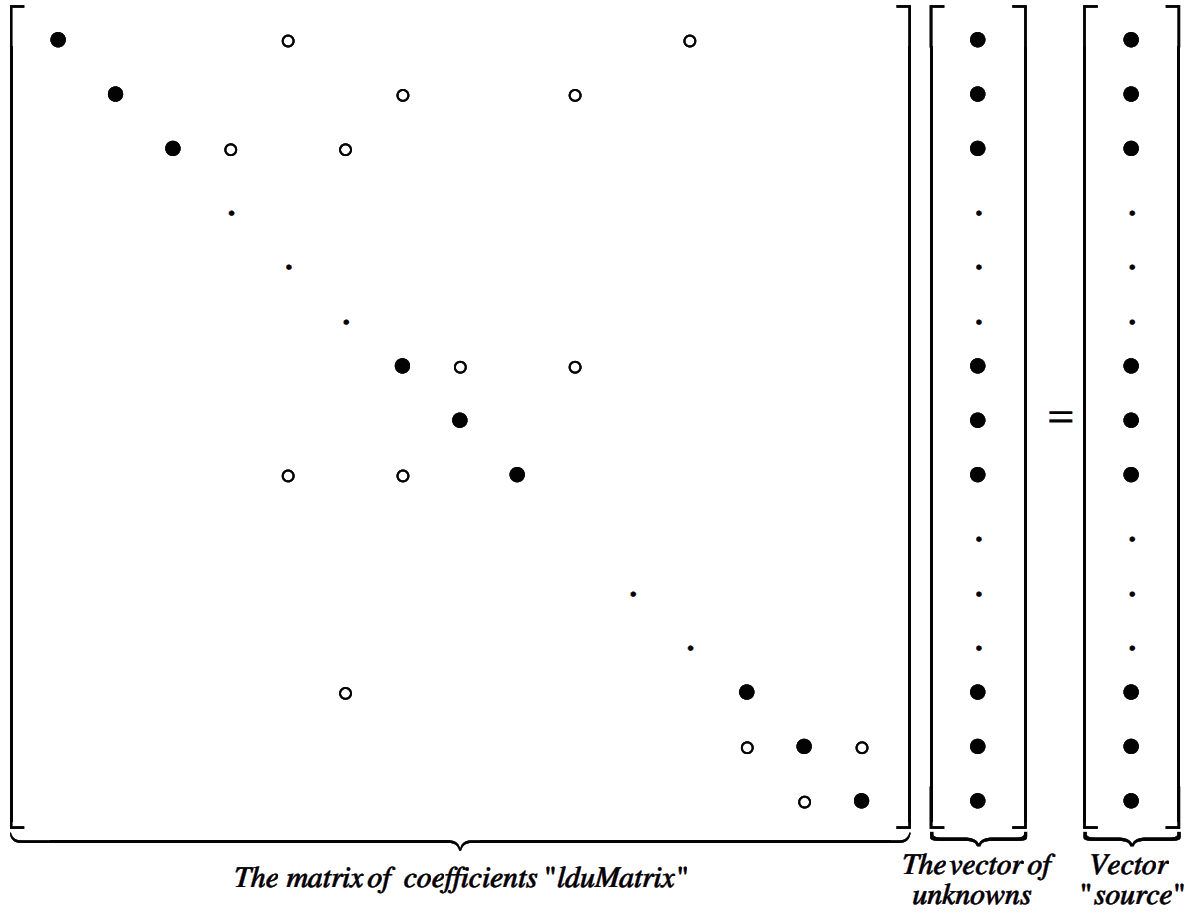 =
The matrix of coefficients "lduMatrix"
The vector of
unknowns
Vector
"source"